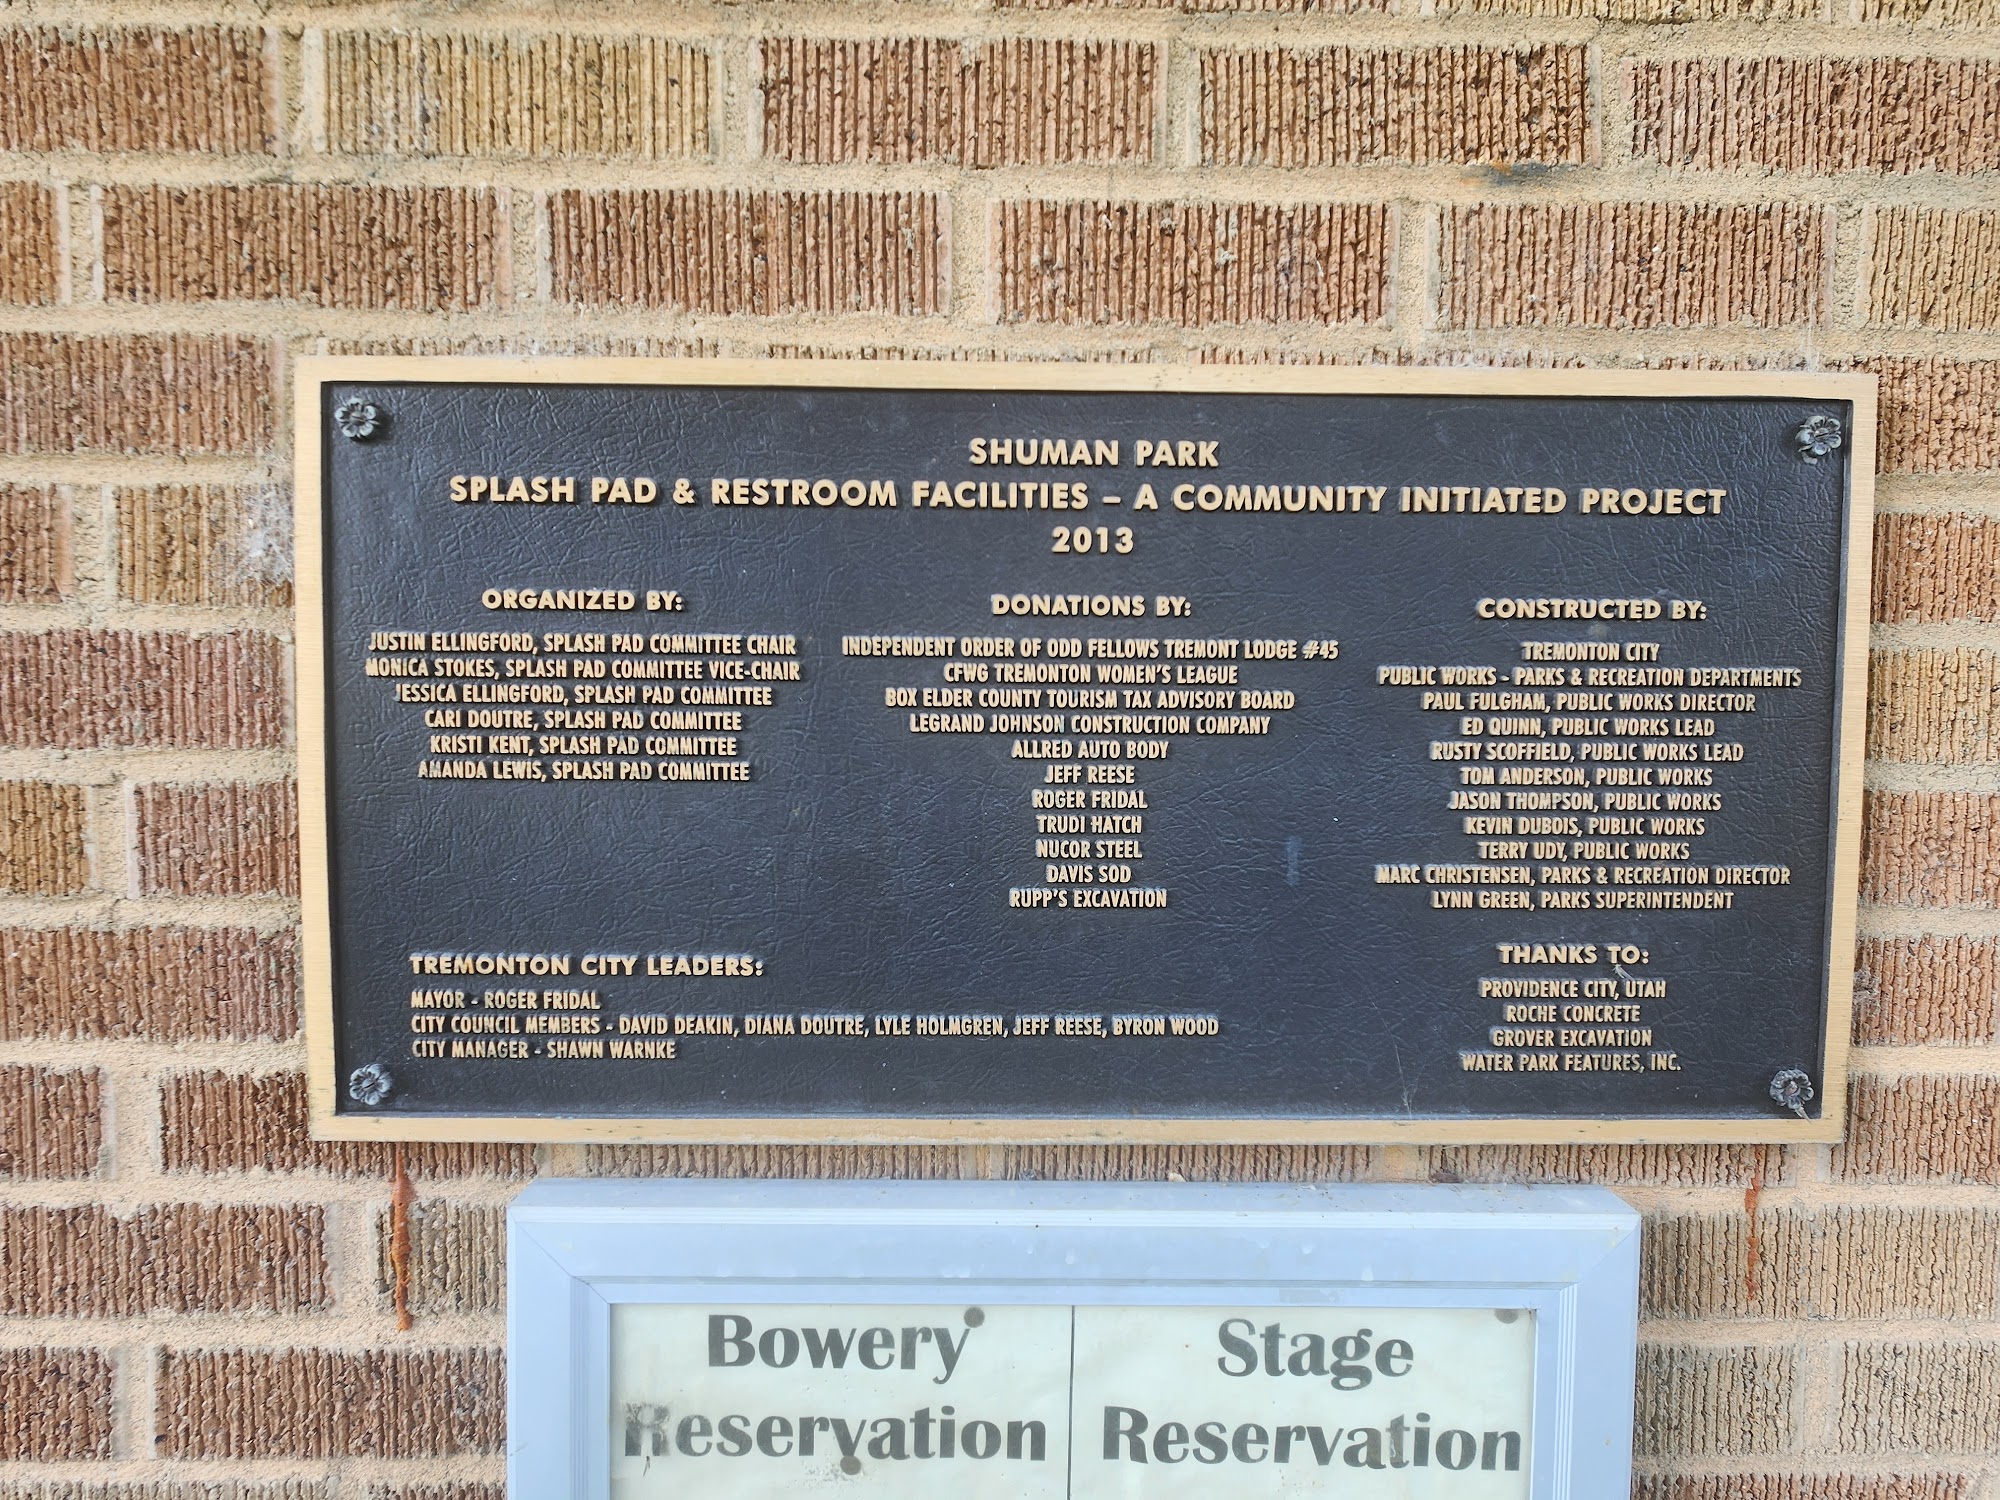 SHUMAN PARK
SPLASH PAD & RESTROOM FACILITIES – A COMMUNITY INITIATED PROJECT
2013
ORGANIZED BY:
JUSTIN ELLINGFORD, SPLASH PAD COMMITTEE CHAIR
MONICA STOKES, SPLASH PAD COMMITTEE VICE-CHAIR
JESSICA ELLINGFORD, SPLASH PAD COMMITTEE
CARI DOUTRE, SPLASH PAD COMMITTEE
KRISTI KENT, SPLASH PAD COMMITTEE
AMANDA LEWIS, SPLASH PAD COMMITTEE
DONATIONS BY:
INDEPENDENT ORDER OF ODD FELLOWS TREMONT LODGE #45
CFWG TREMONTON WOMEN'S LEAGUE
BOX ELDER COUNTY TOURISM TAX ADVISORY BOARD
LEGRAND JOHNSON CONSTRUCTION COMPANY
ALLRED AUTO BODY
JEFF REESE
ROGER FRIDAL
TRUDI HATCH
NUCOR STEEL
DAVIS SOD
RUPP'S EXCAVATION
CONSTRUCTED BY:
TREMONTON CITY
PUBLIC WORKS - PARKS & RECREATION DEPARTMENTS
PAUL FULGHAM, PUBLIC WORKS DIRECTOR
ED QUINN, PUBLIC WORKS LEAD
RUSTY SCOFFIELD, PUBLIC WORKS LEAD
TOM ANDERSON, PUBLIC WORKS
JASON THOMPSON, PUBLIC WORKS
KEVIN DUBOIS, PUBLIC WORKS
TERRY UDY, PUBLIC WORKS
MARC CHRISTENSEN, PARKS & RECREATION DIRECTOR
LYNN GREEN, PARKS SUPERINTENDENT
TREMONTON CITY LEADERS:
MAYOR - ROGER FRIDAL
CITY COUNCIL MEMBERS - DAVID DEAKIN, DIANA DOUTRE, LYLE HOLMGREN, JEFF REESE, BYRON WOOD
CITY MANAGER - SHAWN WARNKE
THANKS TO:
PROVIDENCE CITY, UTAH
ROCHE CONCRETE
GROVER EXCAVATION
WATER PARK FEATURES, INC.
Bowery
Reservation
Stage
Reservation